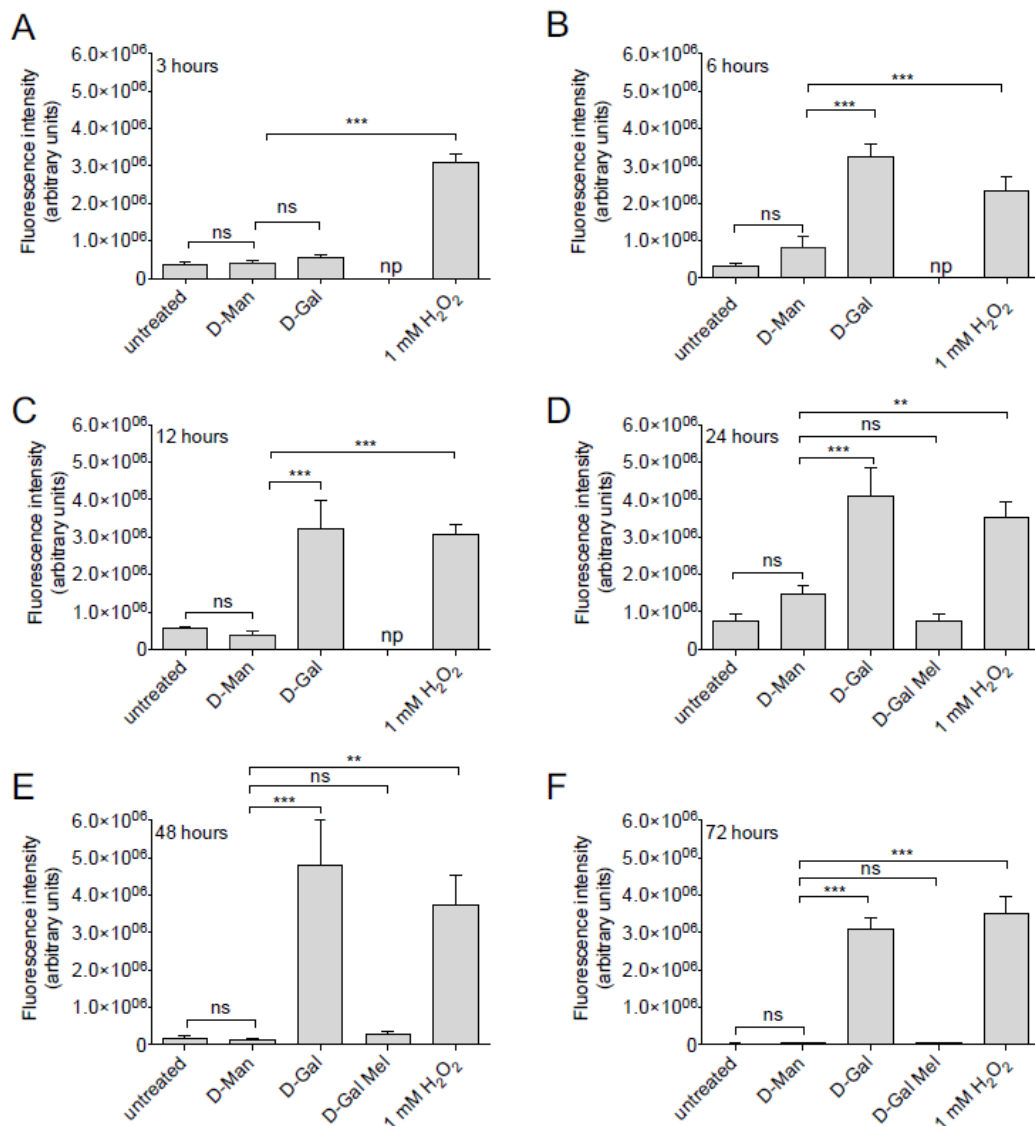 A
Fluorescence intensity
(arbitrary units)
6.0×10⁰⁶
5.0×10⁰⁶
4.0×10⁰⁶
3.0×10⁰⁶
2.0×10⁰⁶
1.0×10⁰⁶
0
3 hours
***
ns
ns
np
untreated
D-Man
D-Gal
1 mM H₂O₂
B
Fluorescence intensity
(arbitrary units)
6.0×10⁰⁶
5.0×10⁰⁶
4.0×10⁰⁶
3.0×10⁰⁶
2.0×10⁰⁶
1.0×10⁰⁶
0
6 hours
***
***
ns
np
untreated
D-Man
D-Gal
1 mM H₂O₂
C
Fluorescence intensity
(arbitrary units)
6.0×10⁰⁶
5.0×10⁰⁶
4.0×10⁰⁶
3.0×10⁰⁶
2.0×10⁰⁶
1.0×10⁰⁶
0
12 hours
***
***
ns
np
untreated
D-Man
D-Gal
1 mM H₂O₂
D
Fluorescence intensity
(arbitrary units)
6.0×10⁰⁶
5.0×10⁰⁶
4.0×10⁰⁶
3.0×10⁰⁶
2.0×10⁰⁶
1.0×10⁰⁶
0
24 hours
**
ns
***
ns
untreated
D-Man
D-Gal
D-Gal Mel
1 mM H₂O₂
E
Fluorescence intensity
(arbitrary units)
6.0×10⁰⁶
5.0×10⁰⁶
4.0×10⁰⁶
3.0×10⁰⁶
2.0×10⁰⁶
1.0×10⁰⁶
0
48 hours
**
ns
***
ns
untreated
D-Man
D-Gal
D-Gal Mel
1 mM H₂O₂
F
Fluorescence intensity
(arbitrary units)
6.0×10⁰⁶
5.0×10⁰⁶
4.0×10⁰⁶
3.0×10⁰⁶
2.0×10⁰⁶
1.0×10⁰⁶
0
72 hours
***
ns
***
ns
untreated
D-Man
D-Gal
D-Gal Mel
1 mM H₂O₂